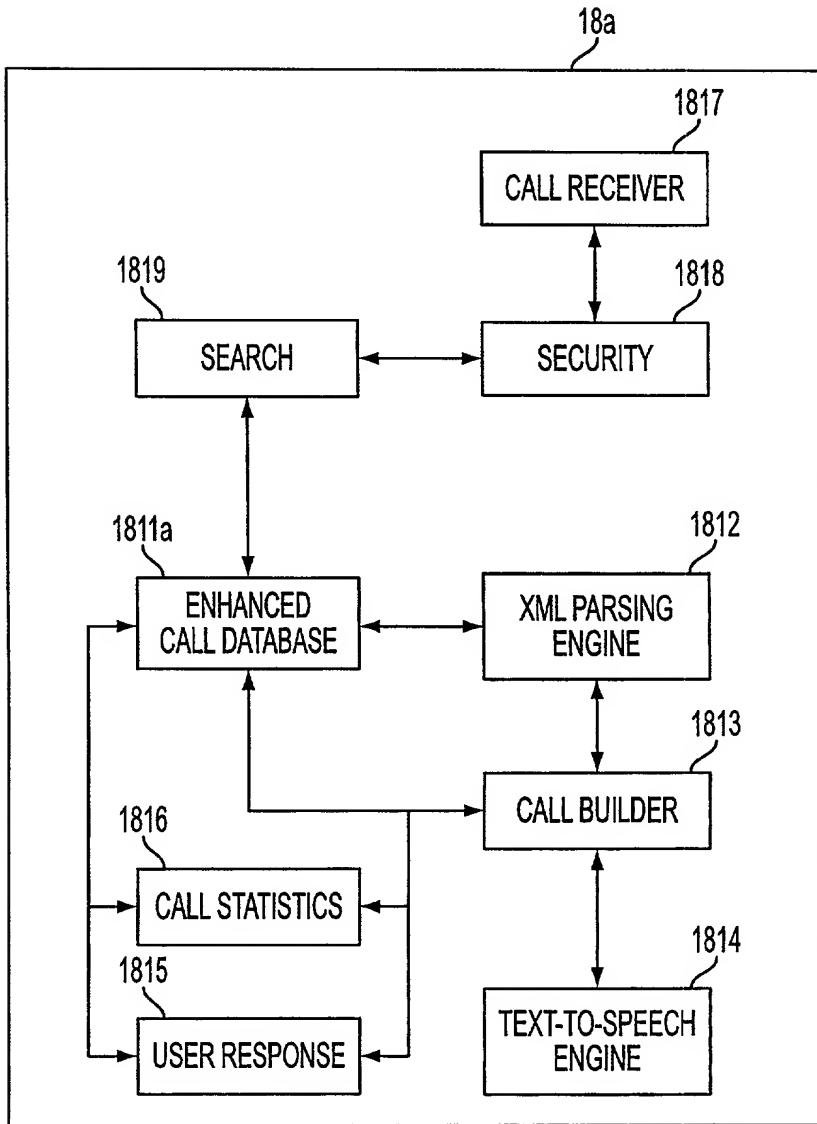 18a
1817
CALL RECEIVER
1819
1818
SEARCH
SECURITY
1811a
1812
ENHANCED
CALL DATABASE
XML PARSING
ENGINE
1813
CALL BUILDER
1816
CALL STATISTICS
1815
1814
USER RESPONSE
TEXT-TO-SPEECH
ENGINE